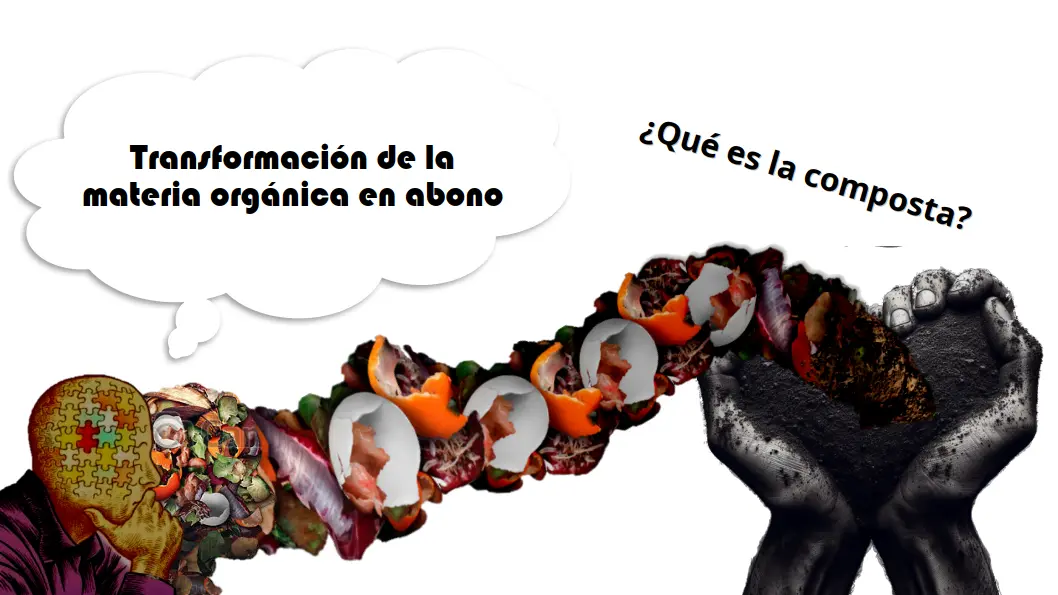 Transformación de la
materia orgánica en abono
¿Qué es la composta?